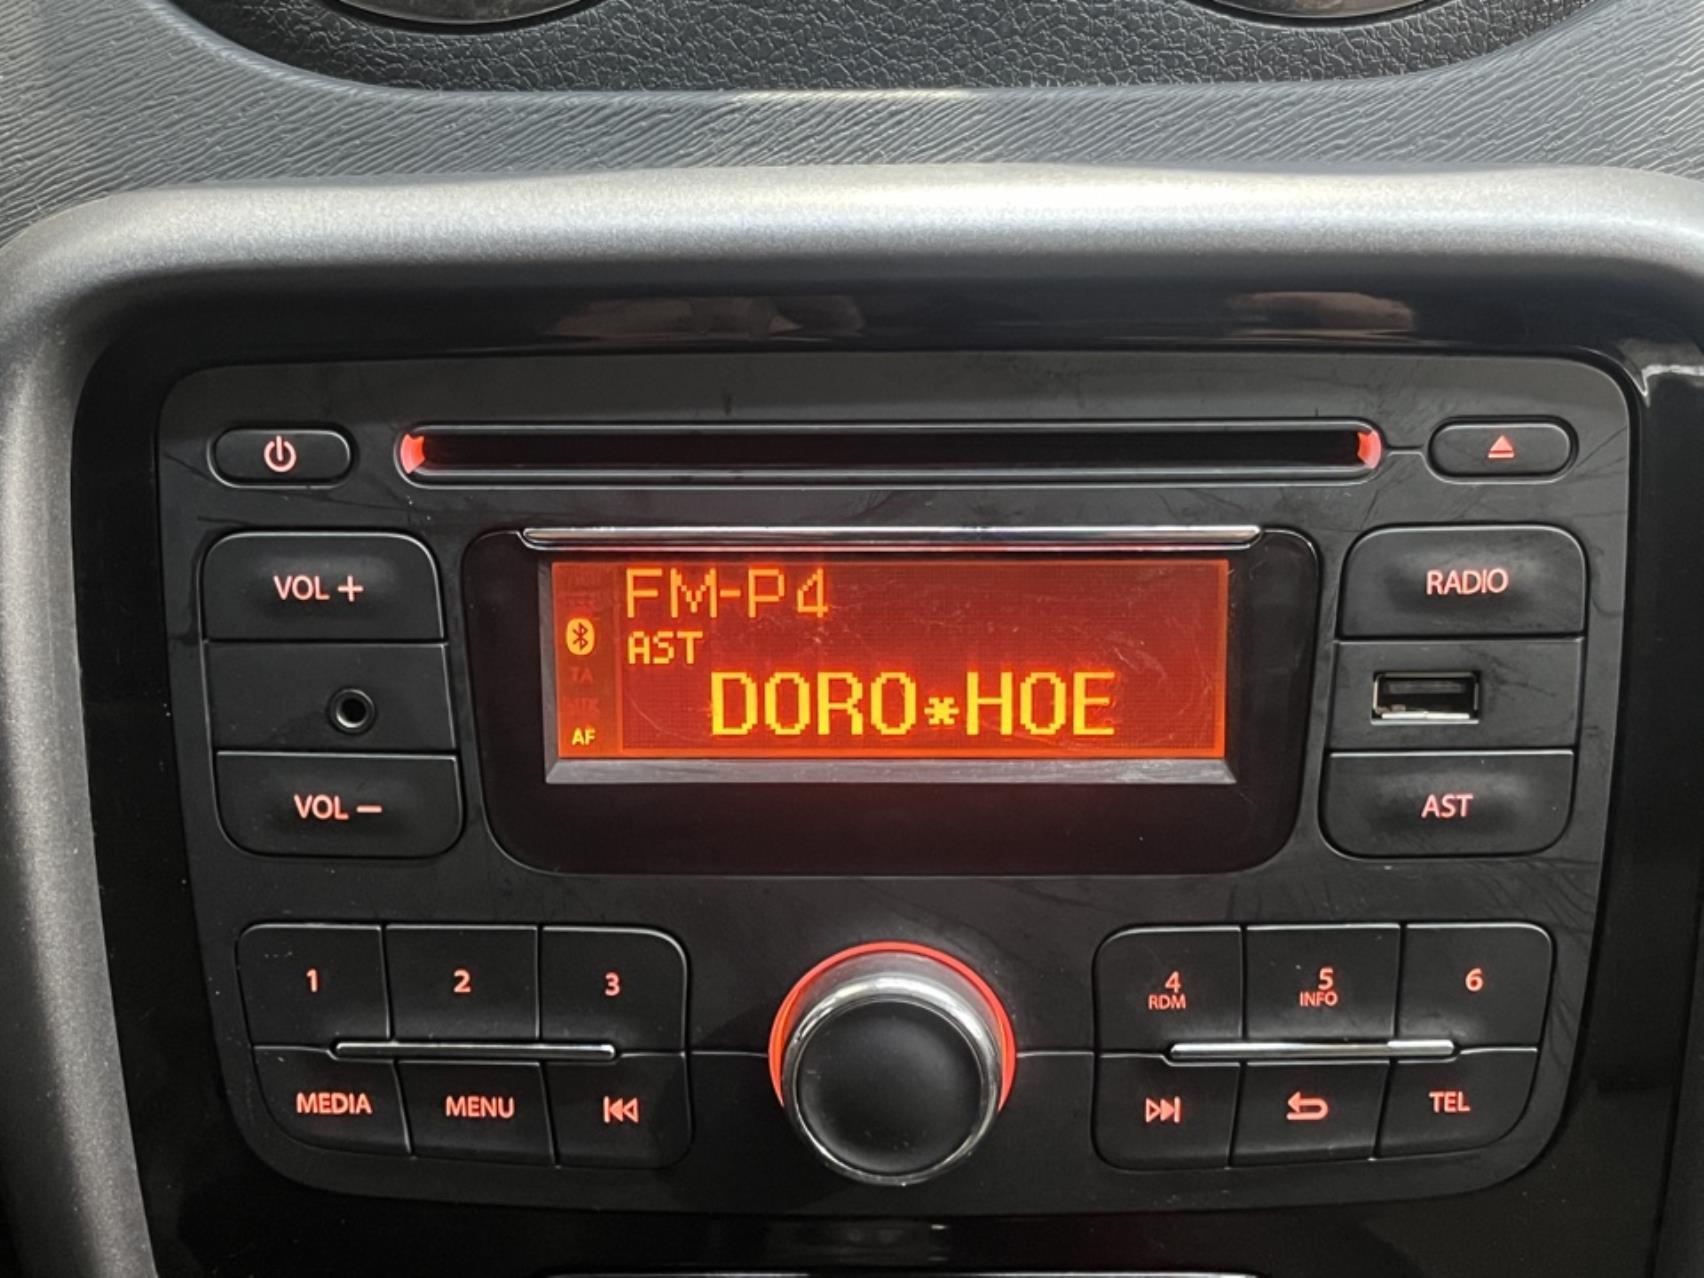 VOL +
RADIO
FM-P4
AST
TA
AF
DORO*HOE
VOL −
AST
1
2
3
4
RDM
5
INFO
6
MEDIA
MENU
TEL